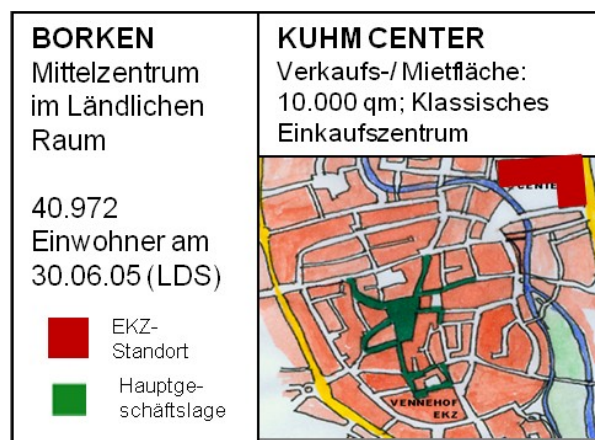 BORKEN
Mittelzentrum
im Ländlichen
Raum
40.972
Einwohner am
30.06.05 (LDS)
EKZ-
Standort
Hauptge-
schäftslage
KUHM CENTER
Verkaufs-/ Mietfläche:
10.000 qm; Klassisches
Einkaufszentrum
VENNEHOF
EKZ